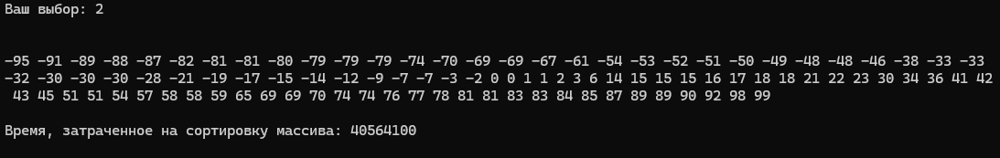 Ваш выбор: 2
-95 -91 -89 -88 -87 -82 -81 -81 -80 -79 -79 -79 -74 -70 -69 -69 -67 -61 -54 -53 -52 -51 -50 -49 -48 -48 -46 -38 -33 -33
-32 -30 -30 -30 -28 -21 -19 -17 -15 -14 -12 -9 -7 -7 -3 -2 0 0 1 1 2 3 6 14 15 15 15 16 17 18 18 21 22 23 30 34 36 41 42
43 45 51 51 54 57 58 58 59 65 69 69 70 74 74 76 77 78 81 81 83 83 84 85 87 89 89 90 92 98 99
Время, затраченное на сортировку массива: 40564100